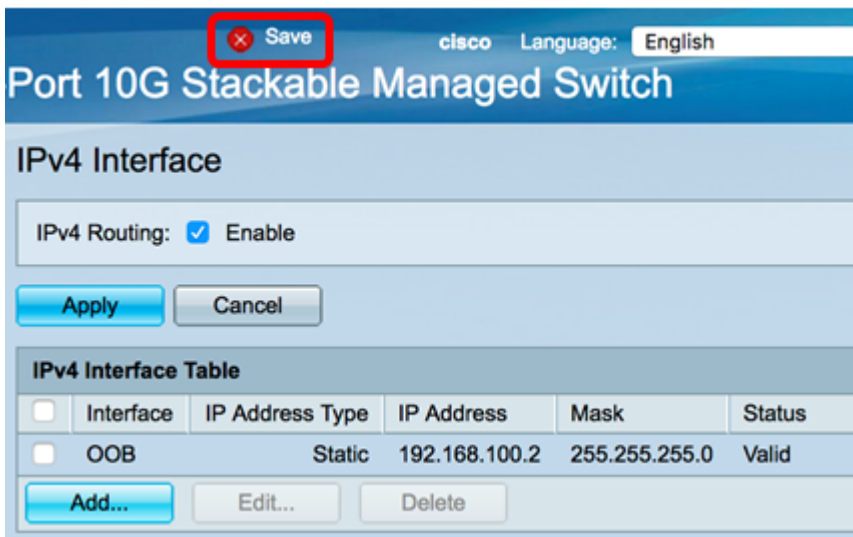 Save cisco Language: English
Port 10G Stackable Managed Switch
IPv4 Interface
IPv4 Routing: Enable
Apply Cancel
IPv4 Interface Table
Interface IP Address Type IP Address Mask Status
OOB Static 192.168.100.2 255.255.255.0 Valid
Add... Edit... Delete